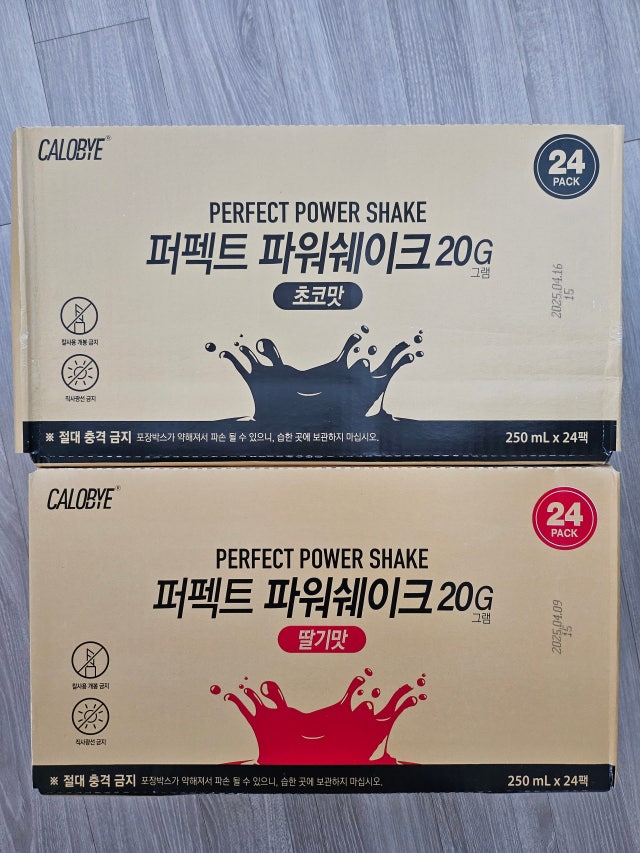 CALOBYE®
24
PACK
PERFECT POWER SHAKE
퍼펙트 파워쉐이크 20G
그램
초코맛
2025.04.16
15
칼사용 개봉 금지
직사광선 금지
※ 절대 충격 금지 포장박스가 약해져서 파손 될 수 있으니, 습한 곳에 보관하지 마십시오.
250 mL x 24팩
CALOBYE®
24
PACK
PERFECT POWER SHAKE
퍼펙트 파워쉐이크 20G
그램
딸기맛
2025.04.09
15
칼사용 개봉 금지
직사광선 금지
※ 절대 충격 금지 포장박스가 약해져서 파손 될 수 있으니, 습한 곳에 보관하지 마십시오.
250 mL x 24팩